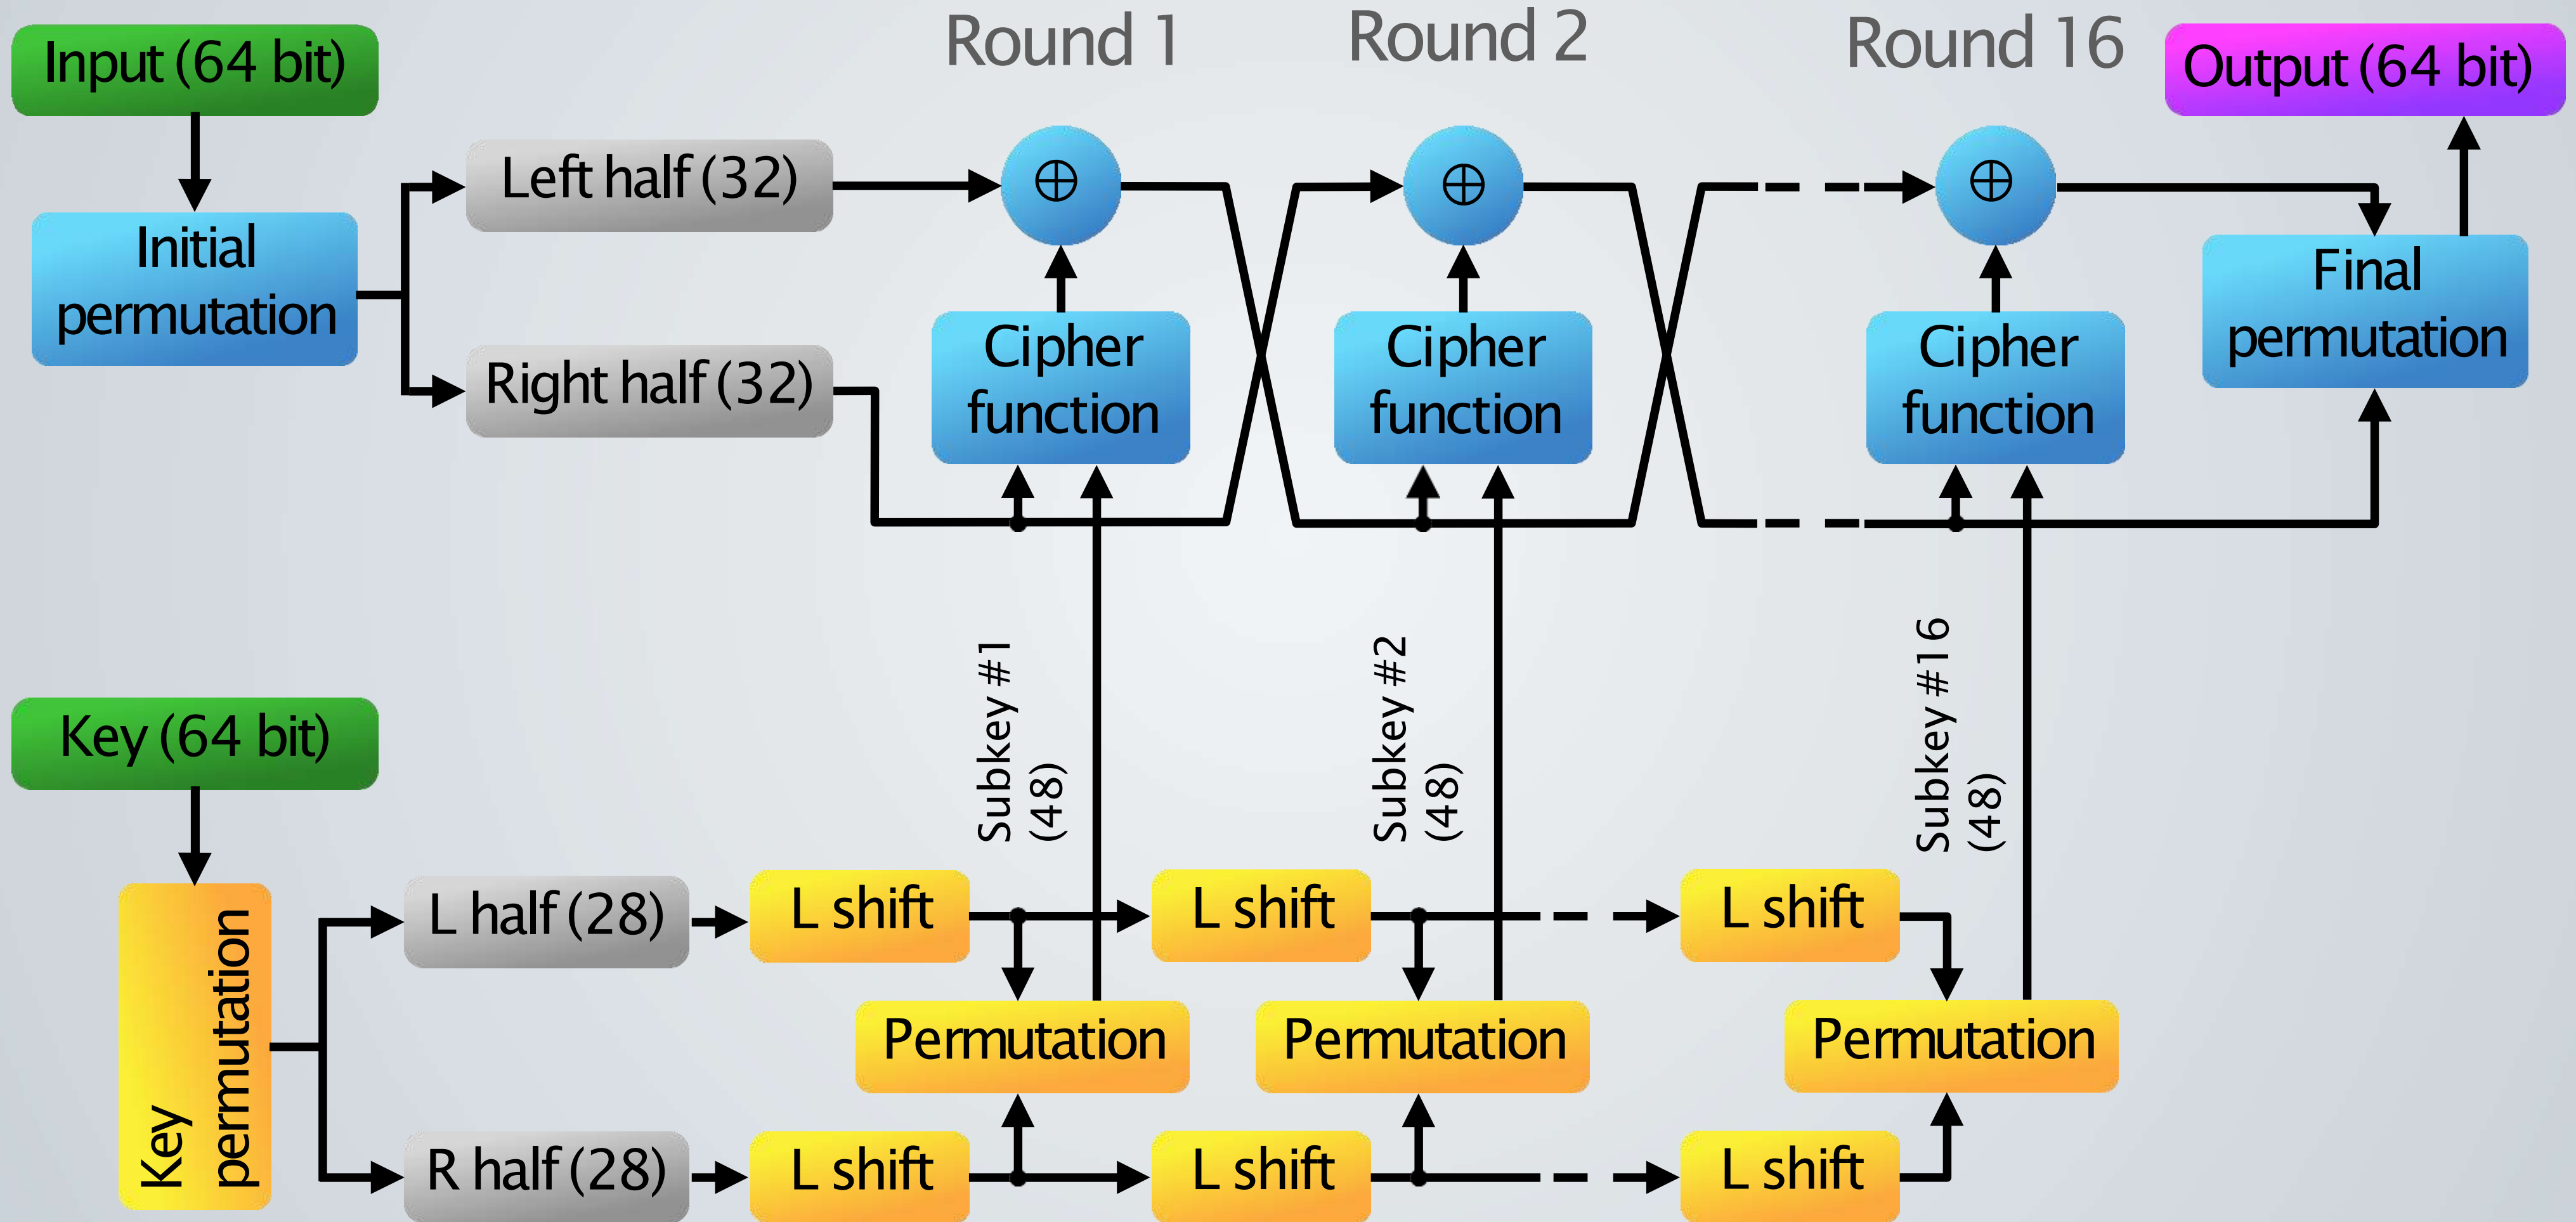 Round 1
Round 2
Round 16
Input (64 bit)
Output (64 bit)
Left half (32)
⊕
⊕
⊕
Initial
permutation
Final
permutation
Right half (32)
Cipher
function
Cipher
function
Cipher
function
Subkey #1
(48)
Subkey #2
(48)
Subkey #16
(48)
Key (64 bit)
Key
permutation
L half (28)
L shift
L shift
L shift
Permutation
Permutation
Permutation
R half (28)
L shift
L shift
L shift